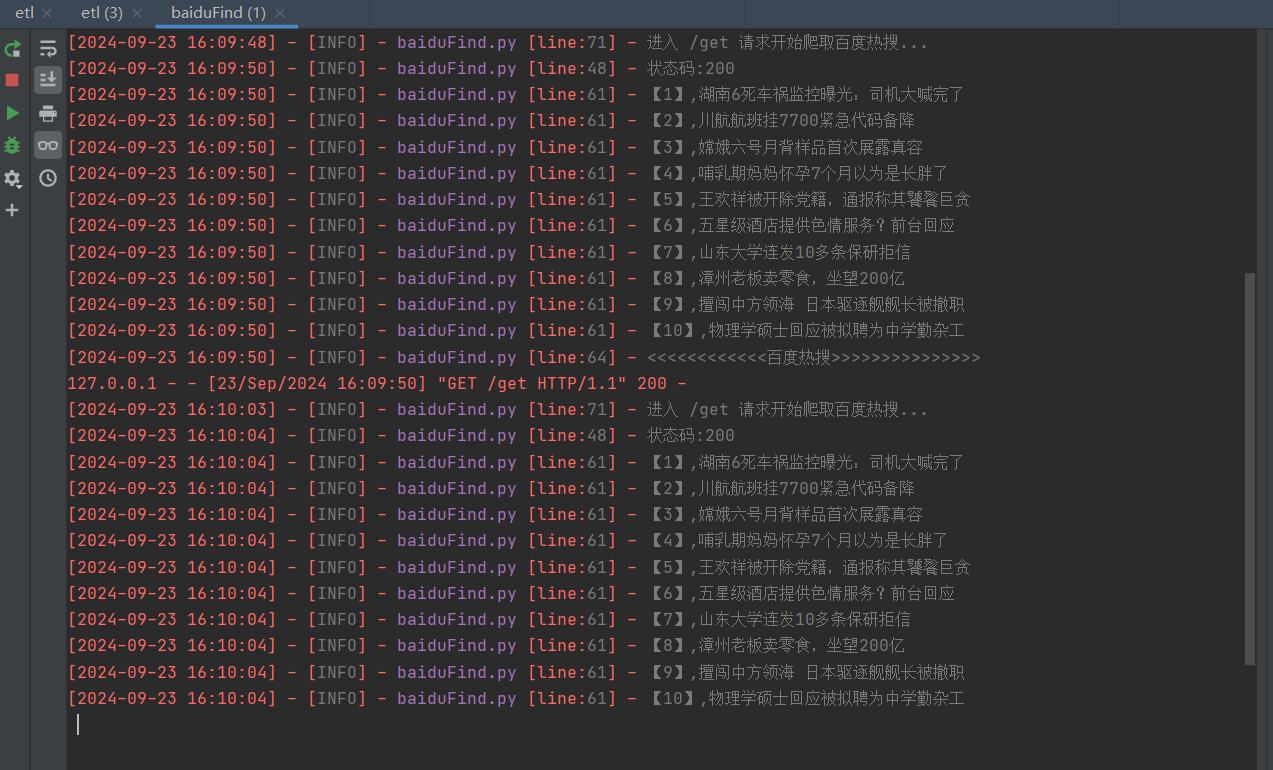 etl
etl (3)
baiduFind (1)
[2024-09-23 16:09:48] - [INFO] - baiduFind.py [line:71] - 进入 /get 请求开始爬取百度热搜...
[2024-09-23 16:09:50] - [INFO] - baiduFind.py [line:48] - 状态码:200
[2024-09-23 16:09:50] - [INFO] - baiduFind.py [line:61] - 【1】,湖南6死车祸监控曝光: 司机大喊完了
[2024-09-23 16:09:50] - [INFO] - baiduFind.py [line:61] - 【2】,川航航班挂7700紧急代码备降
[2024-09-23 16:09:50] - [INFO] - baiduFind.py [line:61] - 【3】,嫦娥六号月背样品首次展露真容
[2024-09-23 16:09:50] - [INFO] - baiduFind.py [line:61] - 【4】,哺乳期妈妈怀孕7个月以为是长胖了
[2024-09-23 16:09:50] - [INFO] - baiduFind.py [line:61] - 【5】,王欢祥被开除党籍，通报称其饕餮巨贪
[2024-09-23 16:09:50] - [INFO] - baiduFind.py [line:61] - 【6】,五星级酒店提供色情服务？前台回应
[2024-09-23 16:09:50] - [INFO] - baiduFind.py [line:61] - 【7】,山东大学连发10多条保研拒信
[2024-09-23 16:09:50] - [INFO] - baiduFind.py [line:61] - 【8】,漳州老板卖零食，坐望200亿
[2024-09-23 16:09:50] - [INFO] - baiduFind.py [line:61] - 【9】,擅闯中方领海 日本驱逐舰舰长被撤职
[2024-09-23 16:09:50] - [INFO] - baiduFind.py [line:61] - 【10】,物理学硕士回应被拟聘为中学勤杂工
[2024-09-23 16:09:50] - [INFO] - baiduFind.py [line:64] - <<<<<<<<<<<<百度热搜>>>>>>>>>>>>>>>
127.0.0.1 - - [23/Sep/2024 16:09:50] "GET /get HTTP/1.1" 200 -
[2024-09-23 16:10:03] - [INFO] - baiduFind.py [line:71] - 进入 /get 请求开始爬取百度热搜...
[2024-09-23 16:10:04] - [INFO] - baiduFind.py [line:48] - 状态码:200
[2024-09-23 16:10:04] - [INFO] - baiduFind.py [line:61] - 【1】,湖南6死车祸监控曝光: 司机大喊完了
[2024-09-23 16:10:04] - [INFO] - baiduFind.py [line:61] - 【2】,川航航班挂7700紧急代码备降
[2024-09-23 16:10:04] - [INFO] - baiduFind.py [line:61] - 【3】,嫦娥六号月背样品首次展露真容
[2024-09-23 16:10:04] - [INFO] - baiduFind.py [line:61] - 【4】,哺乳期妈妈怀孕7个月以为是长胖了
[2024-09-23 16:10:04] - [INFO] - baiduFind.py [line:61] - 【5】,王欢祥被开除党籍，通报称其饕餮巨贪
[2024-09-23 16:10:04] - [INFO] - baiduFind.py [line:61] - 【6】,五星级酒店提供色情服务？前台回应
[2024-09-23 16:10:04] - [INFO] - baiduFind.py [line:61] - 【7】,山东大学连发10多条保研拒信
[2024-09-23 16:10:04] - [INFO] - baiduFind.py [line:61] - 【8】,漳州老板卖零食，坐望200亿
[2024-09-23 16:10:04] - [INFO] - baiduFind.py [line:61] - 【9】,擅闯中方领海 日本驱逐舰舰长被撤职
[2024-09-23 16:10:04] - [INFO] - baiduFind.py [line:61] - 【10】,物理学硕士回应被拟聘为中学勤杂工